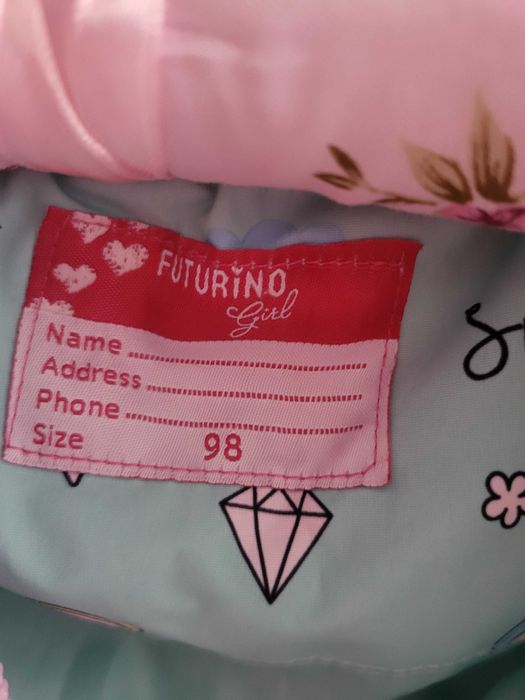 FUTURINO
Girl
Name
Address
Phone
Size 98